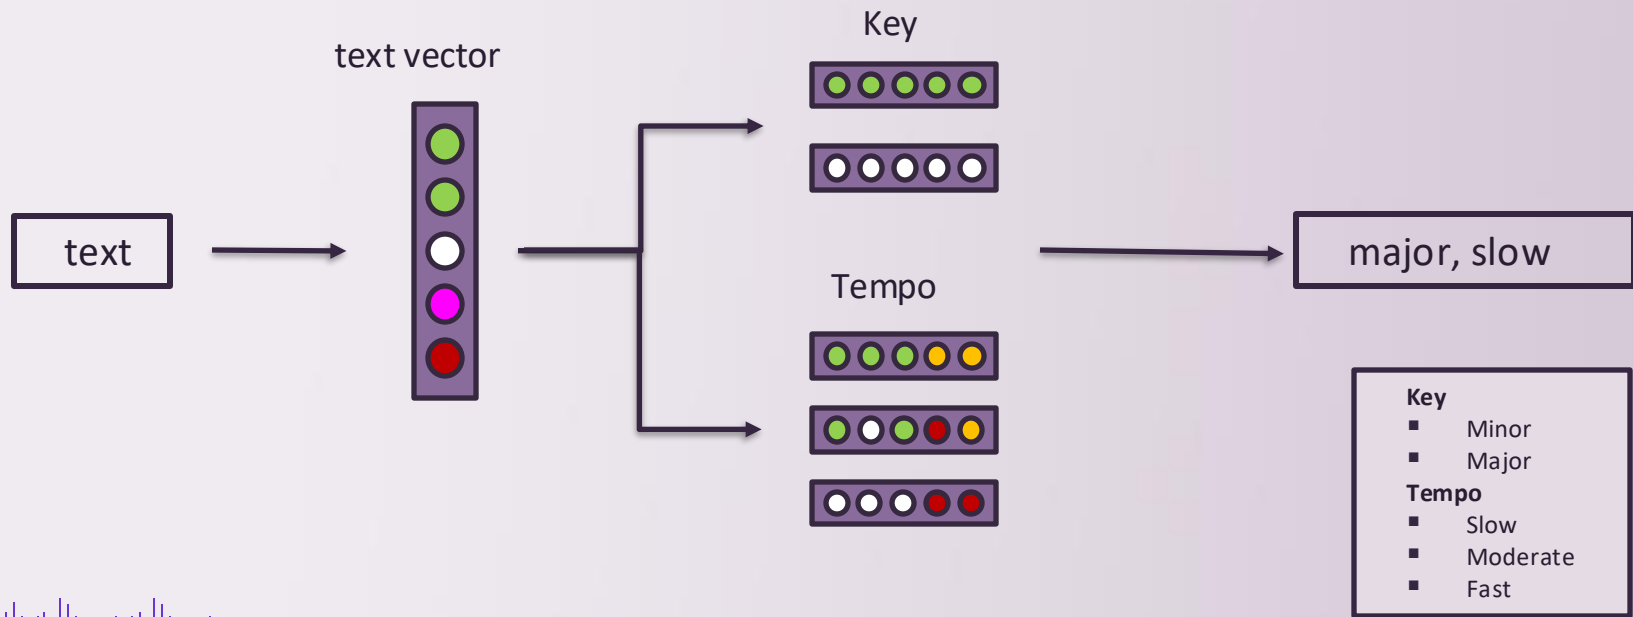 Key
text vector
text
major, slow
Tempo
Key
▪ Minor
▪ Major
Tempo
▪ Slow
▪ Moderate
▪ Fast